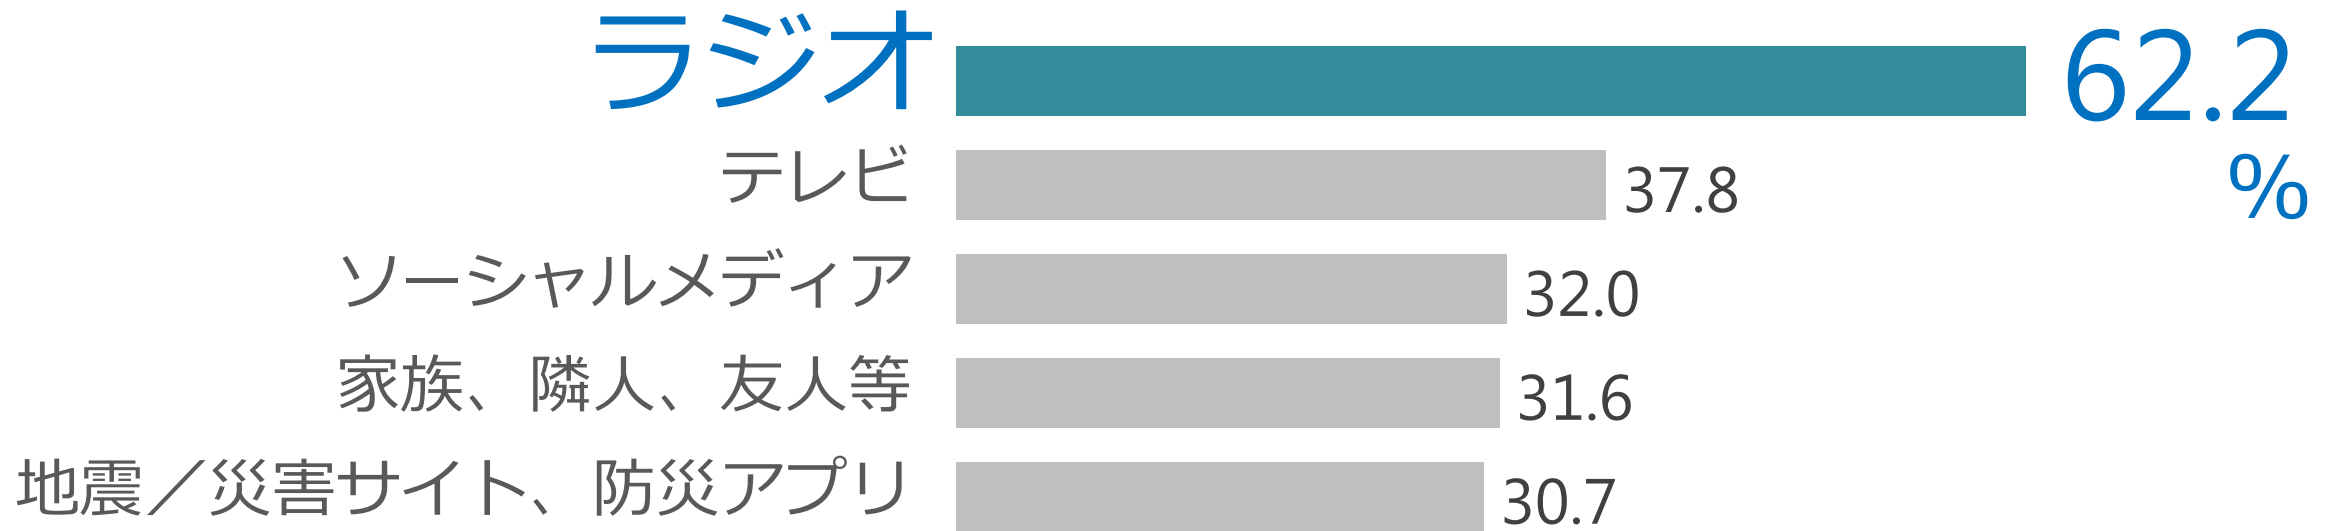 ラジオ 62.2
%
テレビ 37.8
ソーシャルメディア 32.0
家族、隣人、友人等 31.6
地震／災害サイト、防災アプリ 30.7